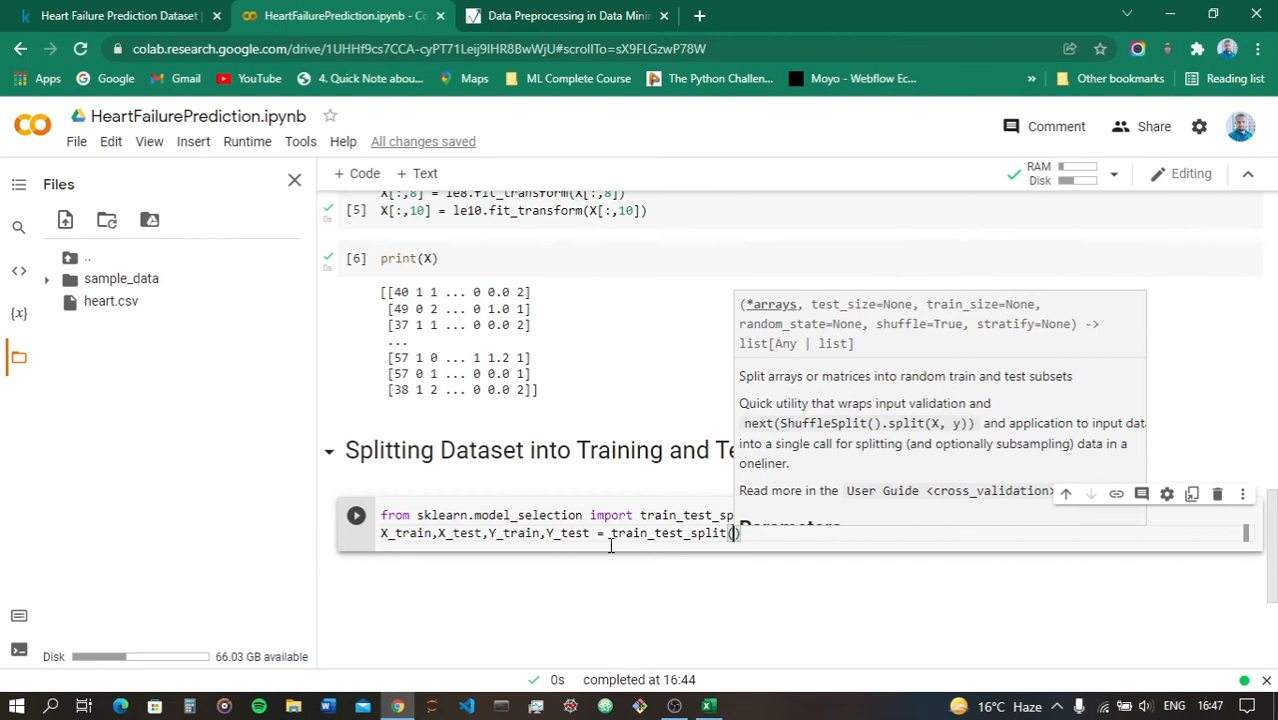 Heart Failure Prediction Dataset |
HeartFailurePrediction.ipynb - Co
Data Preprocessing in Data Mini
colab.research.google.com/drive/1UHHf9cs7CCA-cyPT71Leij9IHR8BwWjU#scrollTo=sX9FLGzwP78W
Apps
Google
Gmail
YouTube
4. Quick Note abou...
Maps
ML Complete Course
The Python Challen...
Moyo - Webflow Ec...
»
Other bookmarks
Reading list
HeartFailurePrediction.ipynb
File Edit View Insert Runtime Tools Help All changes saved
Comment
Share
+ Code + Text
RAM
Disk
Editing
Files
..
sample_data
heart.csv
Disk
66.03 GB available
X[:,8] = le8.fit_transform(X[:,8])
[5] X[:,10] = le10.fit_transform(X[:,10])
0s
[6] print(X)
0s
[[40 1 1 ... 0 0.0 2]
[49 0 2 ... 0 1.0 1]
[37 1 1 ... 0 0.0 2]
...
[57 1 0 ... 1 1.2 1]
[57 0 1 ... 0 0.0 1]
[38 1 2 ... 0 0.0 2]]
Splitting Dataset into Training and Te
(*arrays, test_size=None, train_size=None,
random_state=None, shuffle=True, stratify=None) ->
list[Any | list]
Split arrays or matrices into random train and test subsets
Quick utility that wraps input validation and
next(ShuffleSplit().split(X, y)) and application to input data
into a single call for splitting (and optionally subsampling) data in a
oneliner.
Read more in the User Guide <cross_validation>
from sklearn.model_selection import train_test_sp
X_train,X_test,Y_train,Y_test = train_test_split()
0s completed at 16:44
16°C Haze
ENG
16:47